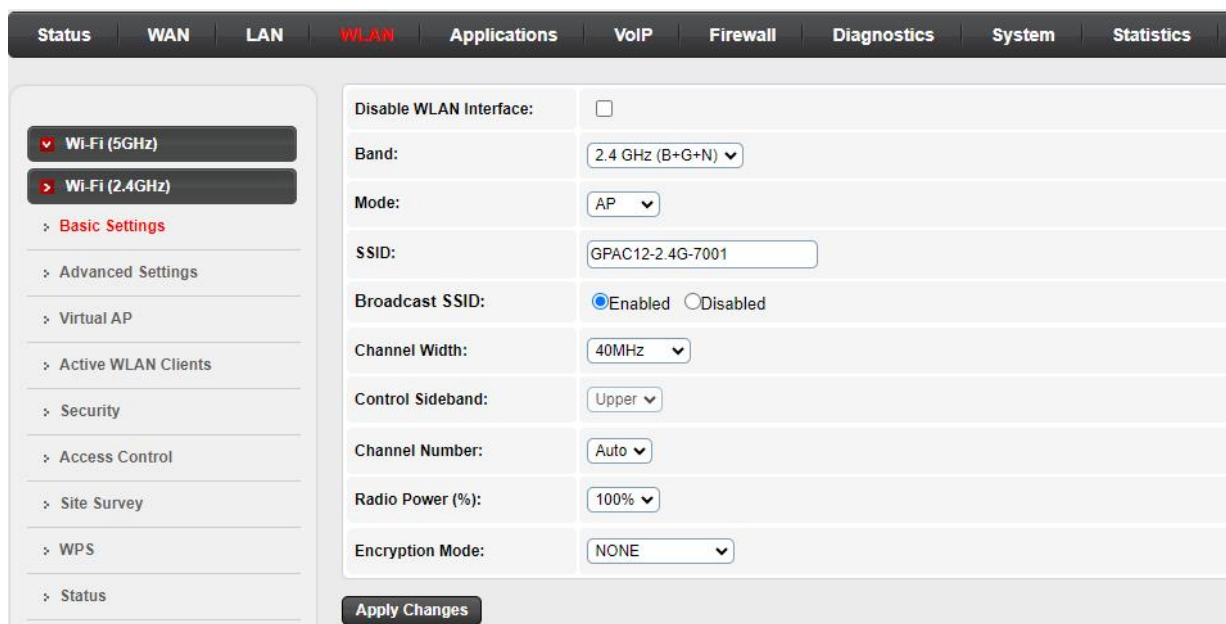 Status WAN LAN WLAN Applications VoIP Firewall Diagnostics System Statistics
Wi-Fi (5GHz)
Wi-Fi (2.4GHz)
Basic Settings
Advanced Settings
Virtual AP
Active WLAN Clients
Security
Access Control
Site Survey
WPS
Status
Disable WLAN Interface:
Band: 2.4 GHz (B+G+N)
Mode: AP
SSID: GPAC12-2.4G-7001
Broadcast SSID: Enabled Disabled
Channel Width: 40MHz
Control Sideband: Upper
Channel Number: Auto
Radio Power (%): 100%
Encryption Mode: NONE
Apply Changes